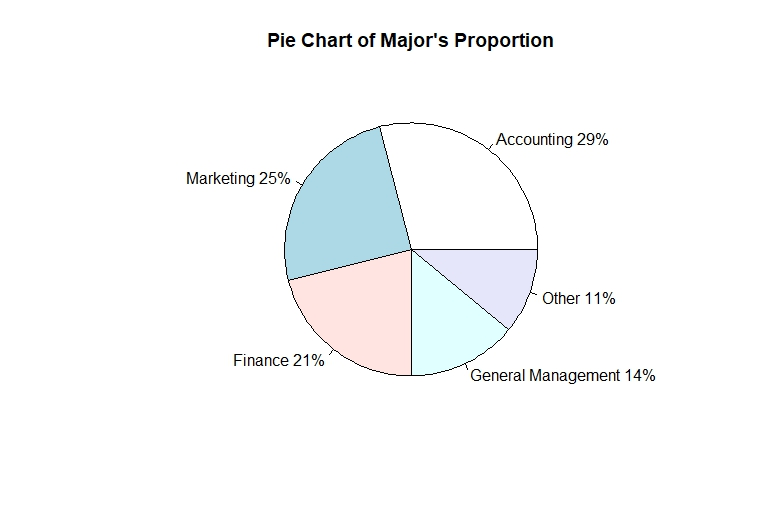 Pie Chart of Major's Proportion
Accounting 29%
Marketing 25%
Other 11%
Finance 21%
General Management 14%